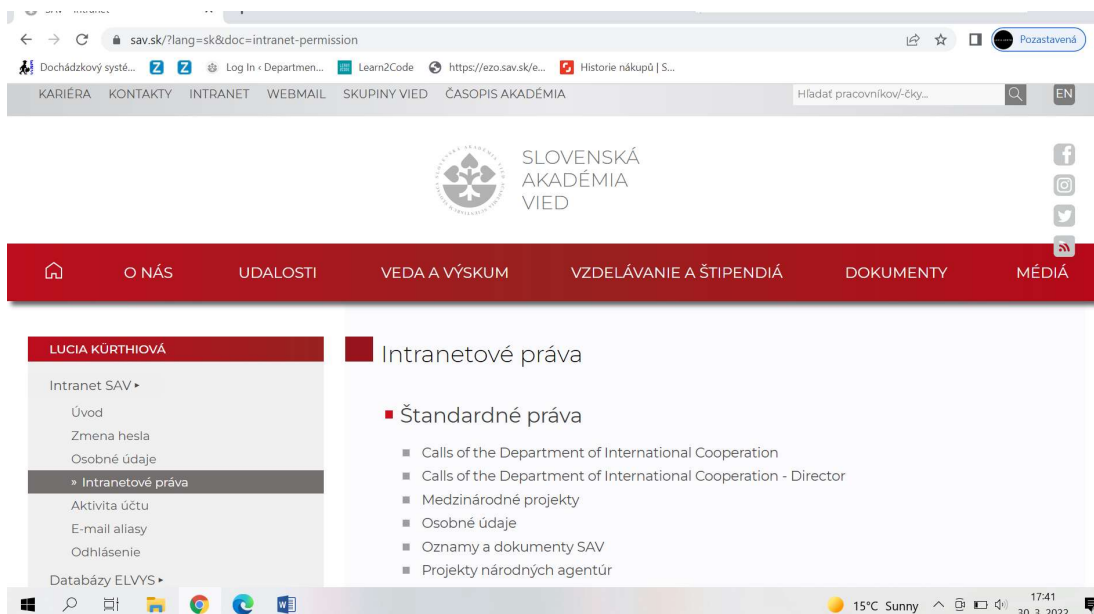 sav.sk/?lang=sk&doc=intranet-permission
Pozastavená
Dochádzkový systé...
Log In ‹ Departmen...
Learn2Code
https://ezo.sav.sk/e...
Historie nákupů | S...
KARIÉRA KONTAKTY INTRANET WEBMAIL SKUPINY VIED ČASOPIS AKADÉMIA
Hľadať pracovníkov/-čky...
EN
SLOVENSKÁ
AKADÉMIA
VIED
O NÁS UDALOSTI VEDA A VÝSKUM VZDELÁVANIE A ŠTIPENDIÁ DOKUMENTY MÉDIÁ
LUCIA KÜRTHIOVÁ
Intranet SAV ▸
Úvod
Zmena hesla
Osobné údaje
» Intranetové práva
Aktivita účtu
E-mail aliasy
Odhlásenie
Databázy ELVYS ▸
Intranetové práva
Štandardné práva
Calls of the Department of International Cooperation
Calls of the Department of International Cooperation - Director
Medzinárodné projekty
Osobné údaje
Oznamy a dokumenty SAV
Projekty národných agentúr
15°C Sunny
17:41
30. 3. 2022